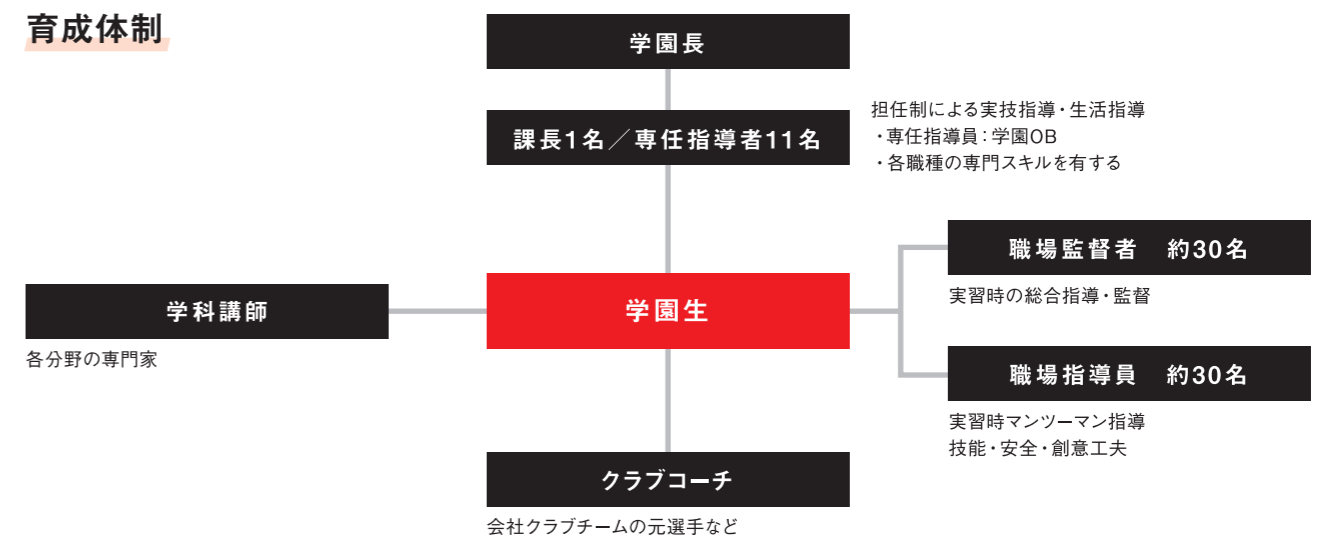 育成体制
学園長
課長1名／専任指導者11名
担任制による実技指導・生活指導
・専任指導員：学園OB
・各職種の専門スキルを有する
職場監督者　約30名
実習時の総合指導・監督
学科講師
各分野の専門家
学園生
職場指導員　約30名
実習時マンツーマン指導
技能・安全・創意工夫
クラブコーチ
会社クラブチームの元選手など